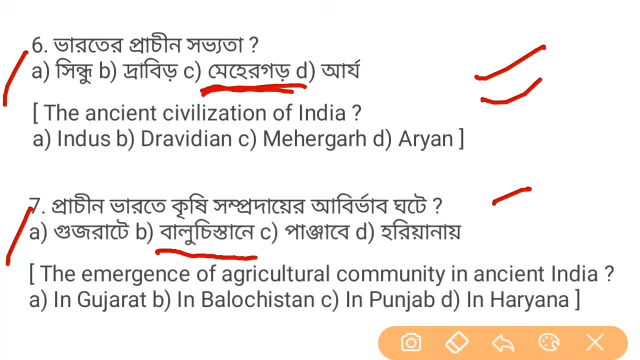 6. ভারতের প্রাচীন সভ্যতা ?
a) সিন্ধু b) দ্রাবিড় c) মেহেরগড় d) আর্য
[ The ancient civilization of India ?
a) Indus b) Dravidian c) Mehergarh d) Aryan ]
7. প্রাচীন ভারতে কৃষি সম্প্রদায়ের আবির্ভাব ঘটে ?
a) গুজরাটে b) বালুচিস্তানে c) পাঞ্জাবে d) হরিয়ানায়
[ The emergence of agricultural community in ancient India ?
a) In Gujarat b) In Balochistan c) In Punjab d) In Haryana ]